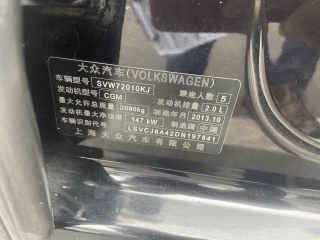 大众汽车(VOLKSWAGEN)
车辆型号 SVW72010KJ 乘坐人数 5
发动机型号 CGM 发动机排量 2.0L
最大允许总质量 2090kg 制造年月 2013.10
发动机最大净功率 147 kW 制造国 中国
车辆识别代号 LSVCJ6A42DN197841
上海大众汽车有限公司